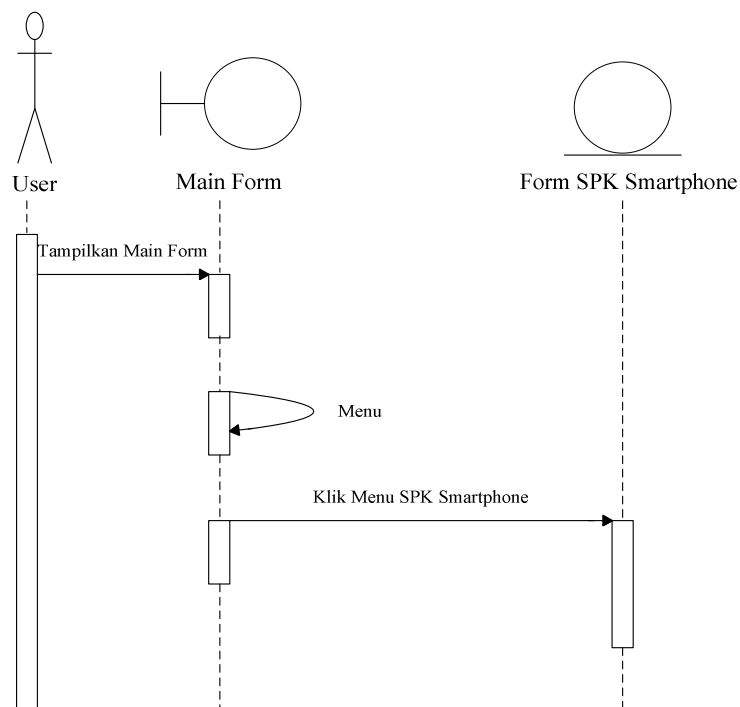 User
Main Form
Form SPK Smartphone
Tampilkan Main Form
Menu
Klik Menu SPK Smartphone